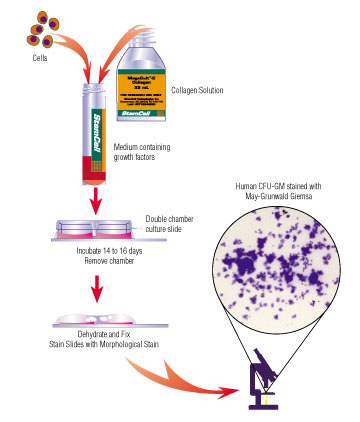 Cells
MegaCult®-C
Collagen
StemCell
Collagen Solution
StemCell
Medium containing
growth factors
Double chamber
culture slide
Incubate 14 to 16 days
Remove chamber
Human CFU-GM stained with
May-Grunwald Giemsa
Dehydrate and Fix
Stain Slides with Morphological Stain